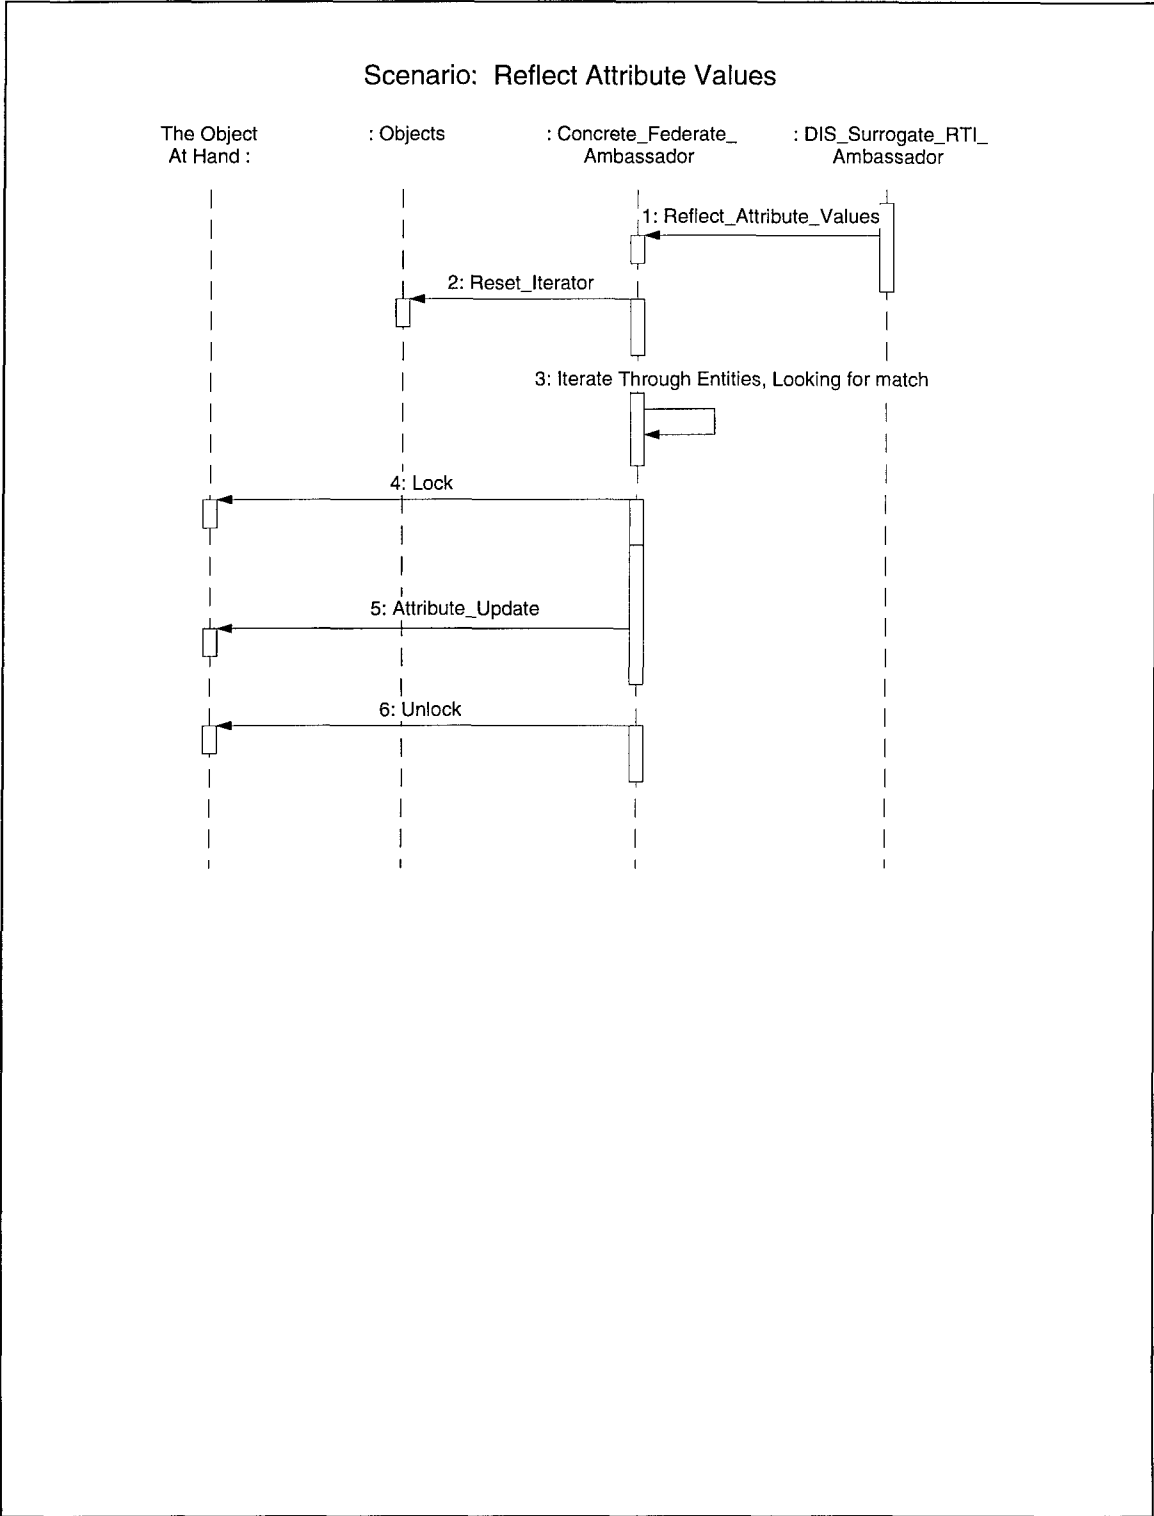 Scenario: Reflect Attribute Values
The Object
At Hand :
: Objects
: Concrete_Federate_
Ambassador
: DIS_Surrogate_RTI_
Ambassador
1: Reflect_Attribute_Values
2: Reset_Iterator
3: Iterate Through Entities, Looking for match
4: Lock
5: Attribute_Update
6: Unlock